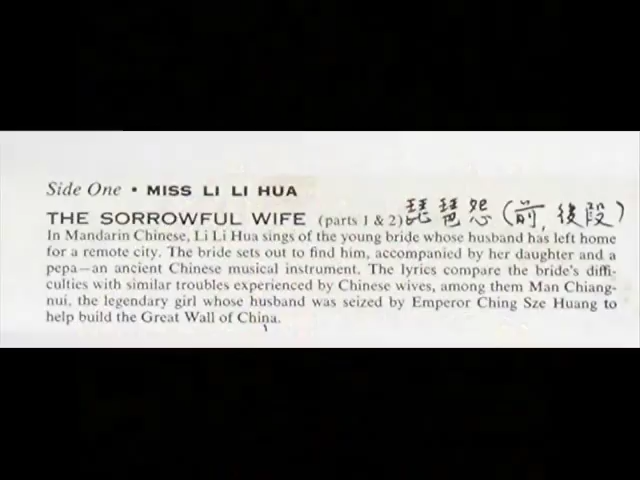 Side One • MISS LI LI HUA
THE SORROWFUL WIFE (parts 1 & 2) 琵琶怨(前,後段)
In Mandarin Chinese, Li Li Hua sings of the young bride whose husband has left home
for a remote city. The bride sets out to find him, accompanied by her daughter and a
pepa—an ancient Chinese musical instrument. The lyrics compare the bride's diffi-
culties with similar troubles experienced by Chinese wives, among them Man Chiang-
nui, the legendary girl whose husband was seized by Emperor Ching Sze Huang to
help build the Great Wall of China.